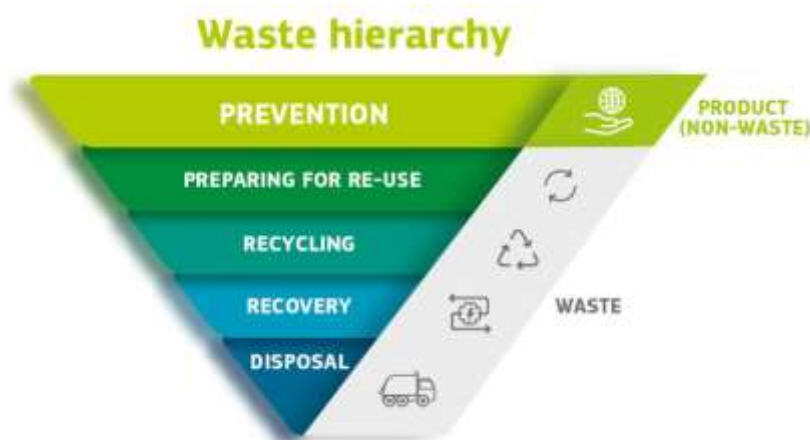 Waste hierarchy
PREVENTION
PRODUCT
(NON-WASTE)
PREPARING FOR RE-USE
RECYCLING
RECOVERY
WASTE
DISPOSAL